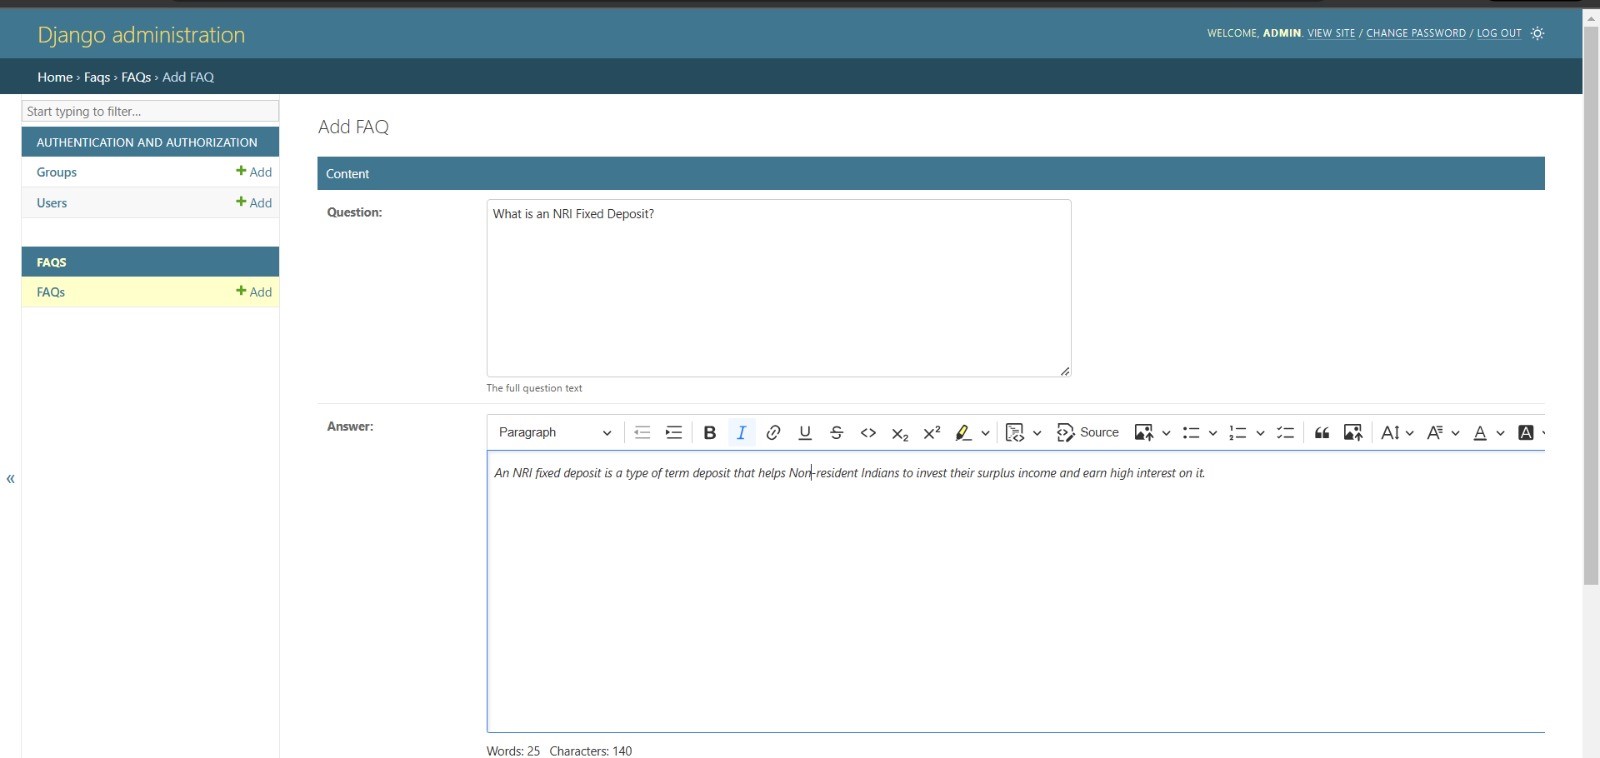 Django administration
WELCOME, ADMIN. VIEW SITE / CHANGE PASSWORD / LOG OUT
Home › Faqs › FAQs › Add FAQ
Start typing to filter...
AUTHENTICATION AND AUTHORIZATION
Groups + Add
Users + Add
FAQS
FAQs + Add
«
Add FAQ
Content
Question:
What is an NRI Fixed Deposit?
The full question text
Answer:
Paragraph
Source
An NRI fixed deposit is a type of term deposit that helps Non-resident Indians to invest their surplus income and earn high interest on it.
Words: 25 Characters: 140